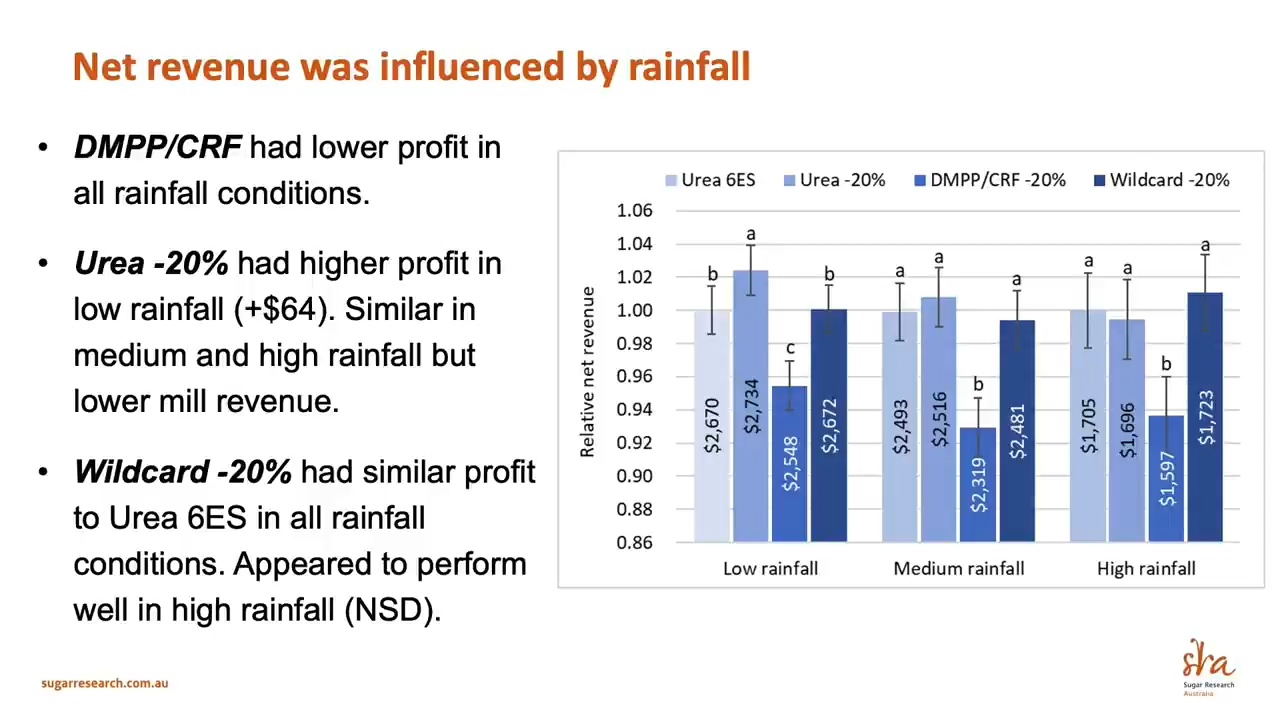 Net revenue was influenced by rainfall
• DMPP/CRF had lower profit in
all rainfall conditions.
• Urea -20% had higher profit in
low rainfall (+$64). Similar in
medium and high rainfall but
lower mill revenue.
• Wildcard -20% had similar profit
to Urea 6ES in all rainfall
conditions. Appeared to perform
well in high rainfall (NSD).
Urea 6ES Urea -20% DMPP/CRF -20% Wildcard -20%
Relative net revenue
1.06
1.04
1.02
1.00
0.98
0.96
0.94
0.92
0.90
0.88
0.86
b a c b
a a b a
a a b a
$2,670 $2,734 $2,548 $2,672
$2,493 $2,516 $2,319 $2,481
$1,705 $1,696 $1,597 $1,723
Low rainfall Medium rainfall High rainfall
sugarresearch.com.au
sra
Sugar Research
Australia